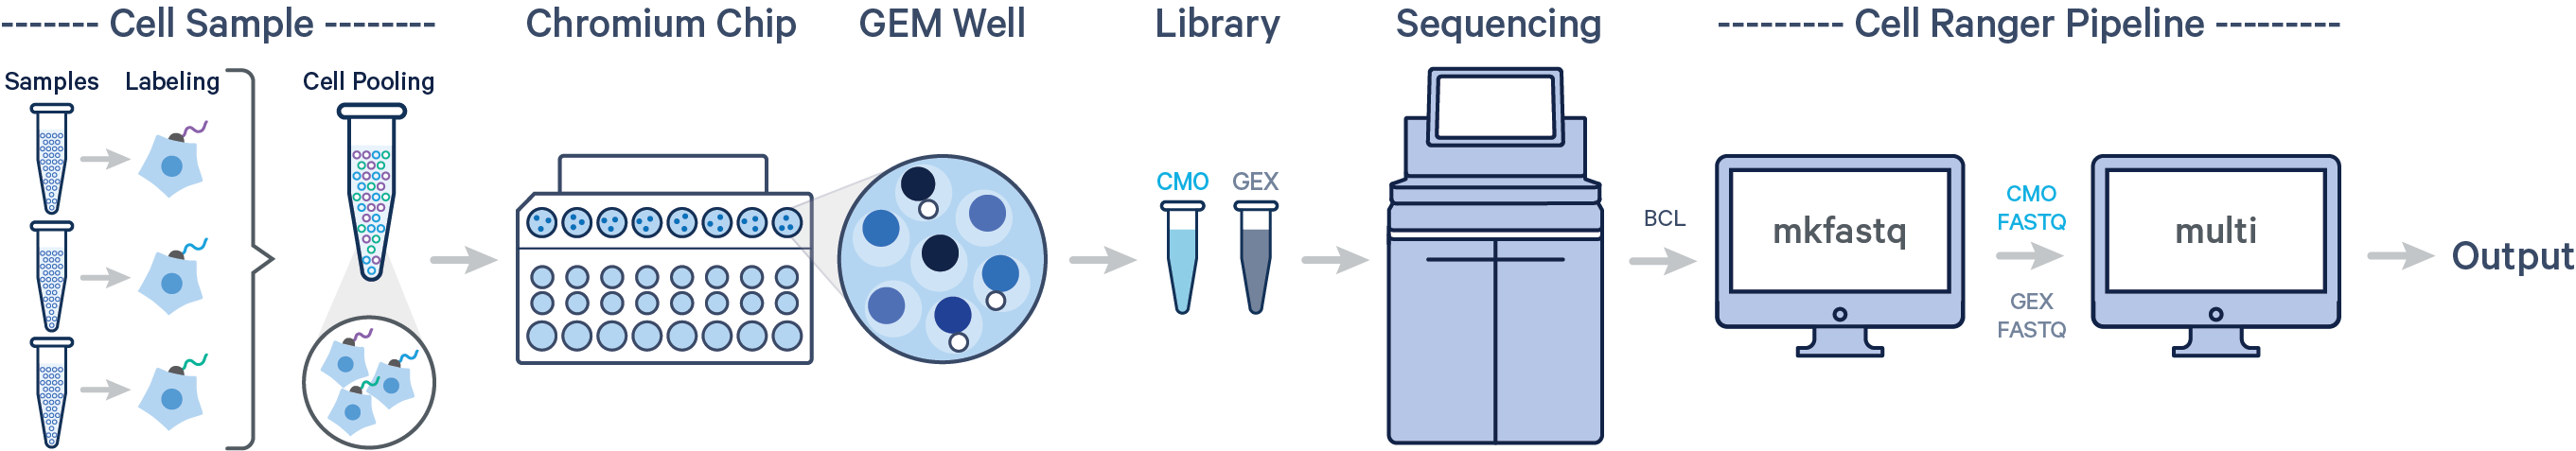 Cell Sample
Chromium Chip
GEM Well
Library
Sequencing
Cell Ranger Pipeline
Samples
Labeling
Cell Pooling
CMO
GEX
BCL
mkfastq
CMO
FASTQ
GEX
FASTQ
multi
Output